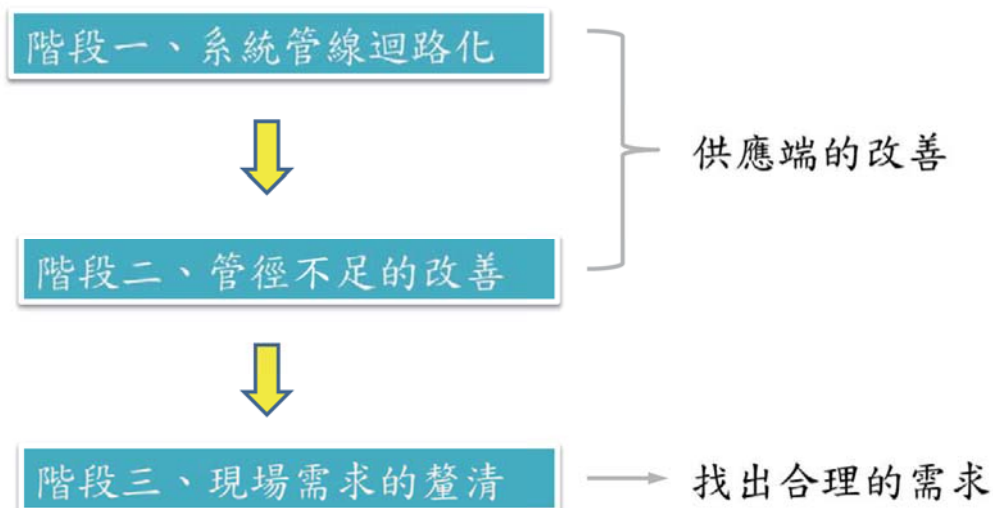 階段一、系統管線迴路化
供應端的改善
階段二、管徑不足的改善
階段三、現場需求的釐清
找出合理的需求